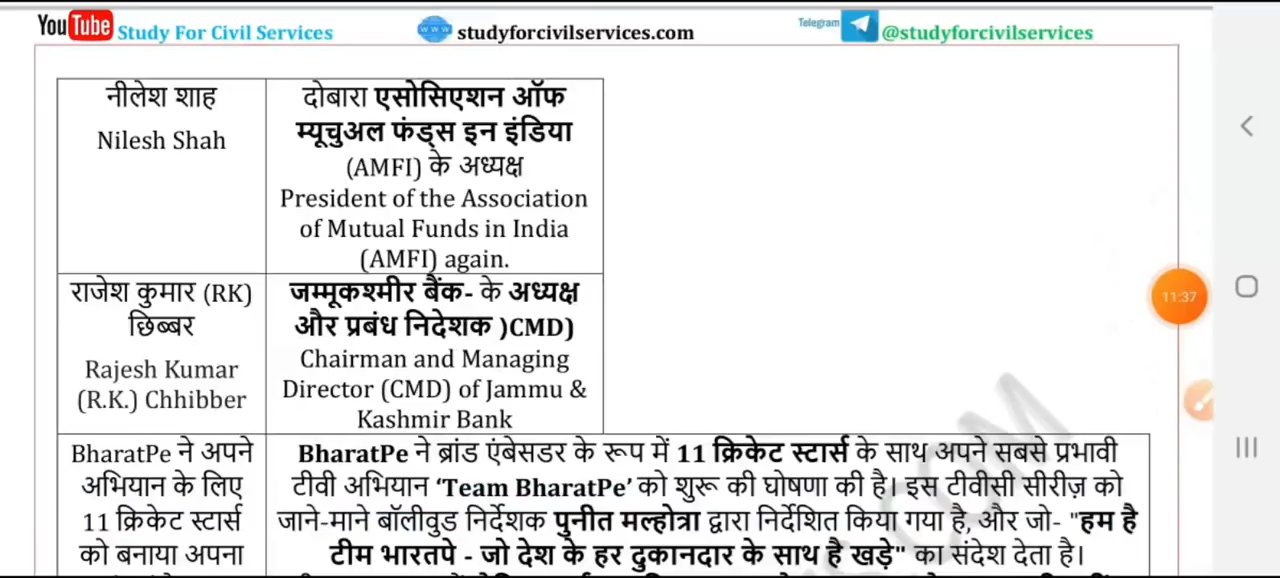 YouTube Study For Civil Services www studyforcivilservices.com Telegram @studyforcivilservices
नीलेश शाह
Nilesh Shah
दोबारा एसोसिएशन ऑफ
म्यूचुअल फंड्स इन इंडिया
(AMFI) के अध्यक्ष
President of the Association
of Mutual Funds in India
(AMFI) again.
राजेश कुमार (RK)
छिब्बर
Rajesh Kumar
(R.K.) Chhibber
जम्मूकश्मीर बैंक- के अध्यक्ष
और प्रबंध निदेशक )CMD)
Chairman and Managing
Director (CMD) of Jammu &
Kashmir Bank
BharatPe ने अपने
अभियान के लिए
11 क्रिकेट स्टार्स
को बनाया अपना
BharatPe ने ब्रांड एंबेसडर के रूप में 11 क्रिकेट स्टार्स के साथ अपने सबसे प्रभावी
टीवी अभियान ‘Team BharatPe’ को शुरू की घोषणा की है। इस टीवीसी सीरीज़ को
जाने-माने बॉलीवुड निर्देशक पुनीत मल्होत्रा द्वारा निर्देशित किया गया है, और जो- "हम है
टीम भारतपे - जो देश के हर दुकानदार के साथ है खड़े" का संदेश देता है।
11:37